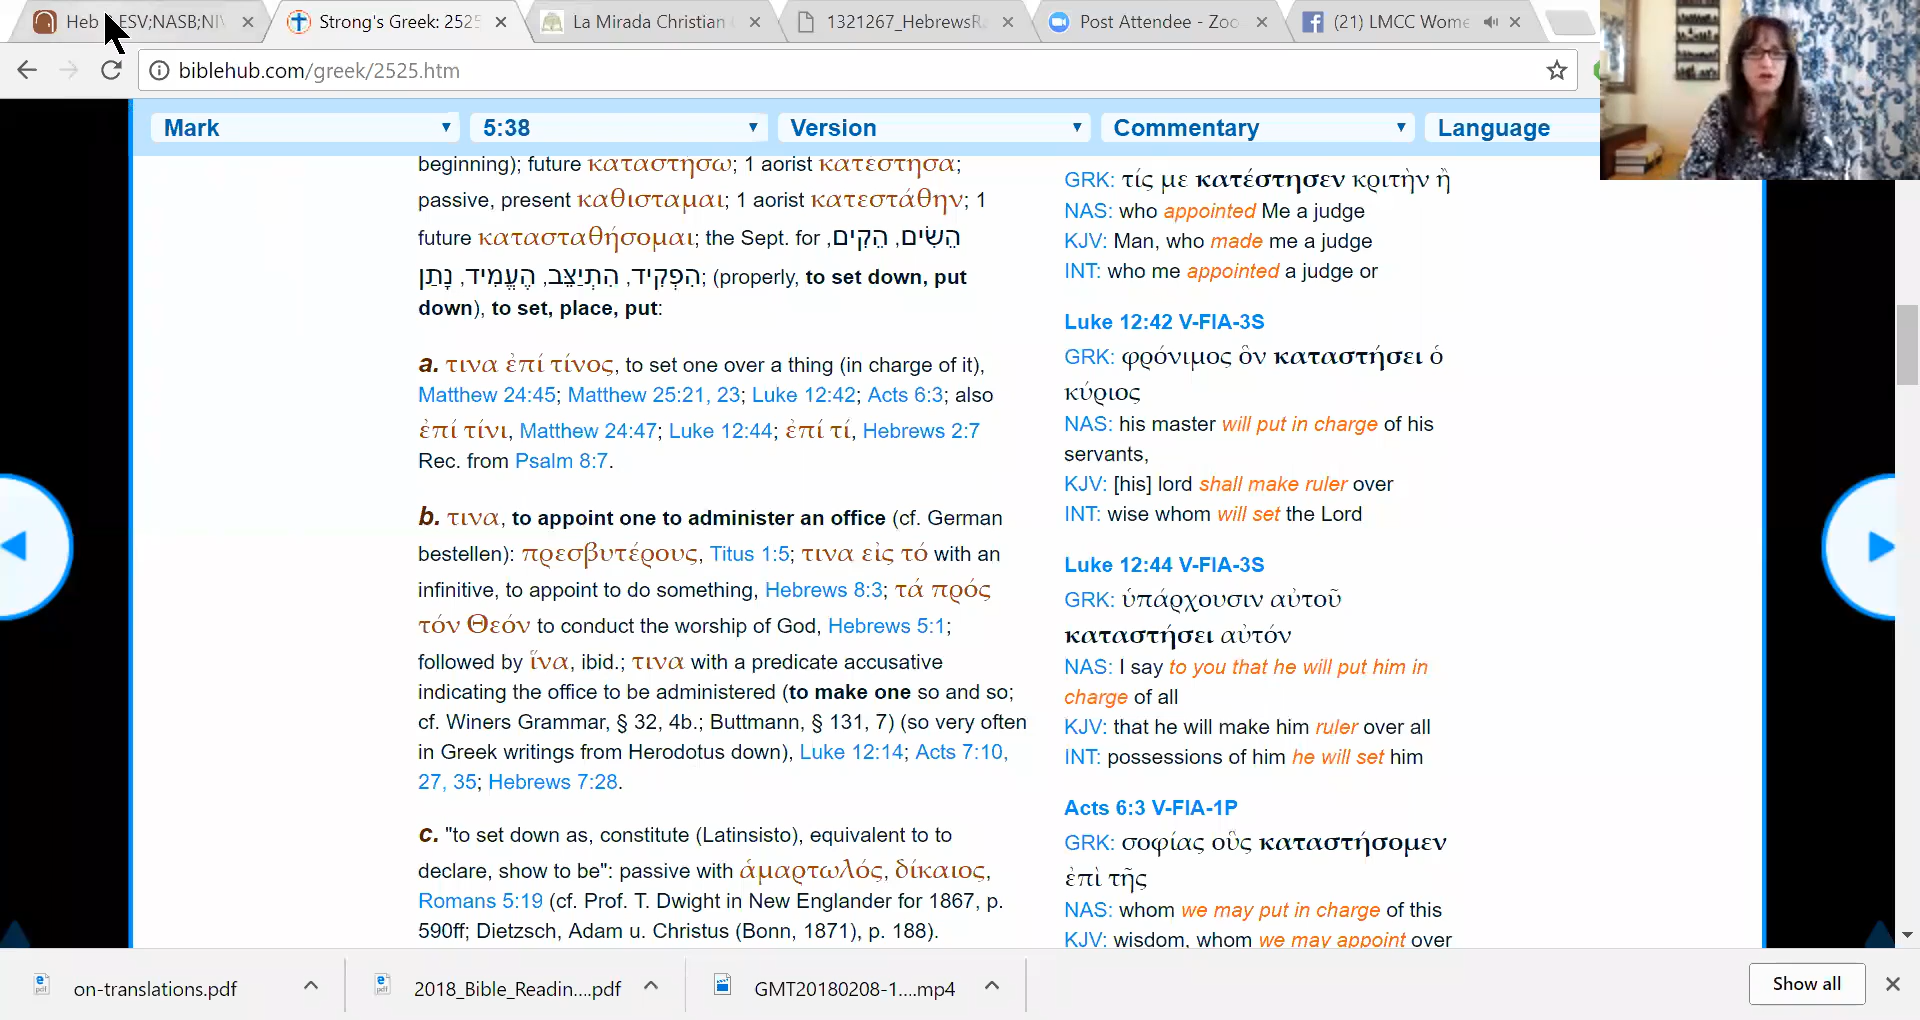 Heb ESV;NASB;NIV
Strong's Greek: 2525
La Mirada Christian
1321267_HebrewsR
Post Attendee - Zoo
(21) LMCC Wome
biblehub.com/greek/2525.htm
Mark
5:38
Version
Commentary
Language
beginning); future καταστήσω; 1 aorist κατέστησα;
passive, present καθισταμαι; 1 aorist κατεστάθην; 1
future κατασταθήσομαι; the Sept. for הֵשִׂים, הֵקִים,
הִפְקִיד, הִתְיַצֵּב, הֶעֱמִיד, נָתַן; (properly, to set down, put
down), to set, place, put:
a. τινα ἐπί τίνος, to set one over a thing (in charge of it),
Matthew 24:45; Matthew 25:21, 23; Luke 12:42; Acts 6:3; also
ἐπί τίνι, Matthew 24:47; Luke 12:44; ἐπί τί, Hebrews 2:7
Rec. from Psalm 8:7.
b. τινα, to appoint one to administer an office (cf. German
bestellen): πρεσβυτέρους, Titus 1:5; τινα εἰς τό with an
infinitive, to appoint to do something, Hebrews 8:3; τά πρός
τόν Θεόν to conduct the worship of God, Hebrews 5:1;
followed by ἵνα, ibid.; τινα with a predicate accusative
indicating the office to be administered (to make one so and so;
cf. Winers Grammar, § 32, 4b.; Buttmann, § 131, 7) (so very often
in Greek writings from Herodotus down), Luke 12:14; Acts 7:10,
27, 35; Hebrews 7:28.
c. "to set down as, constitute (Latinsisto), equivalent to to
declare, show to be": passive with ἁμαρτωλός, δίκαιος,
Romans 5:19 (cf. Prof. T. Dwight in New Englander for 1867, p.
590ff; Dietzsch, Adam u. Christus (Bonn, 1871), p. 188).
GRK: τίς με κατέστησεν κριτὴν ἢ
NAS: who appointed Me a judge
KJV: Man, who made me a judge
INT: who me appointed a judge or
Luke 12:42 V-FIA-3S
GRK: φρόνιμος ὃν καταστήσει ὁ
κύριος
NAS: his master will put in charge of his
servants,
KJV: [his] lord shall make ruler over
INT: wise whom will set the Lord
Luke 12:44 V-FIA-3S
GRK: ὑπάρχουσιν αὐτοῦ
καταστήσει αὐτόν
NAS: I say to you that he will put him in
charge of all
KJV: that he will make him ruler over all
INT: possessions of him he will set him
Acts 6:3 V-FIA-1P
GRK: σοφίας οὓς καταστήσομεν
ἐπὶ τῆς
NAS: whom we may put in charge of this
KJV: wisdom, whom we may appoint over
on-translations.pdf
2018_Bible_Readin....pdf
GMT20180208-1....mp4
Show all